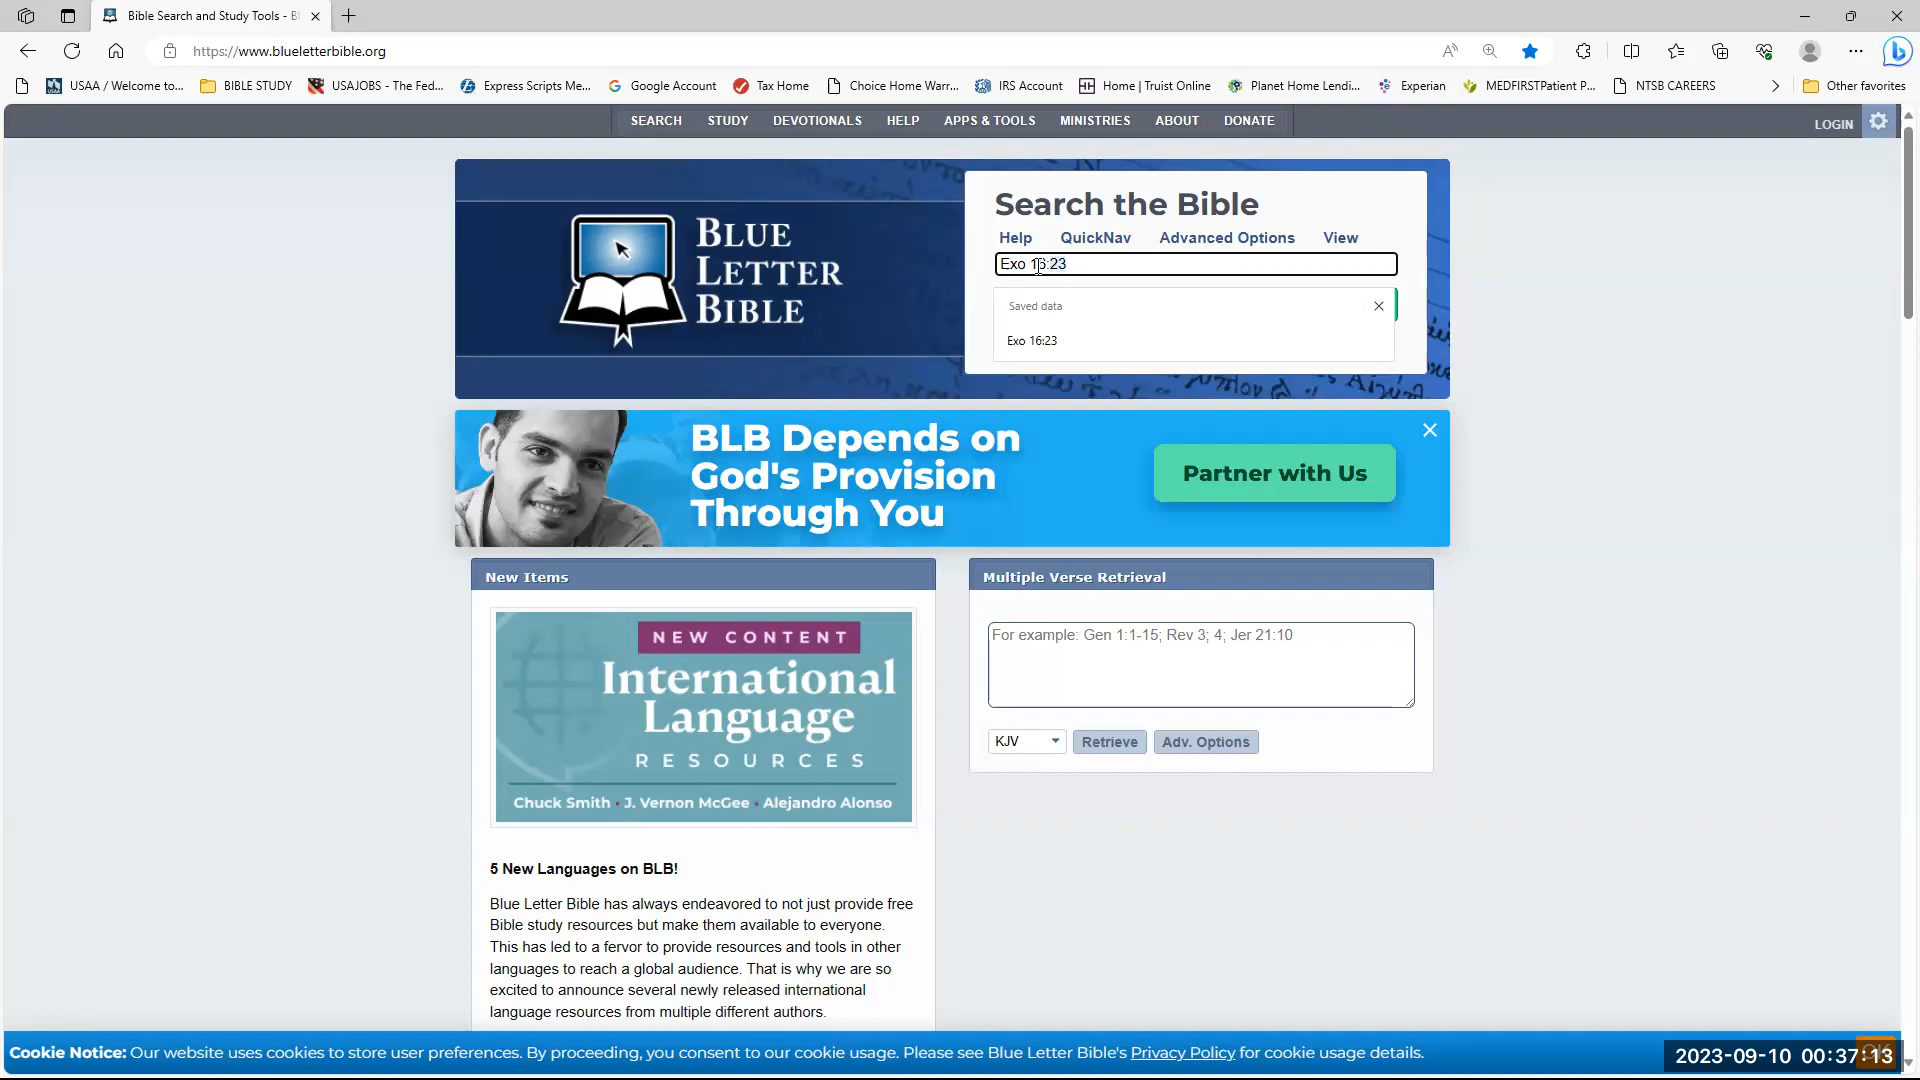 Bible Search and Study Tools - Bl
https://www.blueletterbible.org
USAA / Welcome to...
BIBLE STUDY
USAJOBS - The Fed...
Express Scripts Me...
Google Account
Tax Home
Choice Home Warr...
IRS Account
Home | Truist Online
Planet Home Lendi...
Experian
MEDFIRSTPatient P...
NTSB CAREERS
Other favorites
SEARCH
STUDY
DEVOTIONALS
HELP
APPS & TOOLS
MINISTRIES
ABOUT
DONATE
LOGIN
BLUE
LETTER
BIBLE
Search the Bible
Help
QuickNav
Advanced Options
View
Exo 16:23
Saved data
Exo 16:23
BLB Depends on
God's Provision
Through You
Partner with Us
New Items
NEW CONTENT
International
Language
RESOURCES
Chuck Smith • J. Vernon McGee • Alejandro Alonso
5 New Languages on BLB!
Blue Letter Bible has always endeavored to not just provide free
Bible study resources but make them available to everyone.
This has led to a fervor to provide resources and tools in other
languages to reach a global audience. That is why we are so
excited to announce several newly released international
language resources from multiple different authors.
Multiple Verse Retrieval
For example: Gen 1:1-15; Rev 3; 4; Jer 21:10
KJV
Retrieve
Adv. Options
Cookie Notice: Our website uses cookies to store user preferences. By proceeding, you consent to our cookie usage. Please see Blue Letter Bible's Privacy Policy for cookie usage details.
2023-09-10 00:37:13